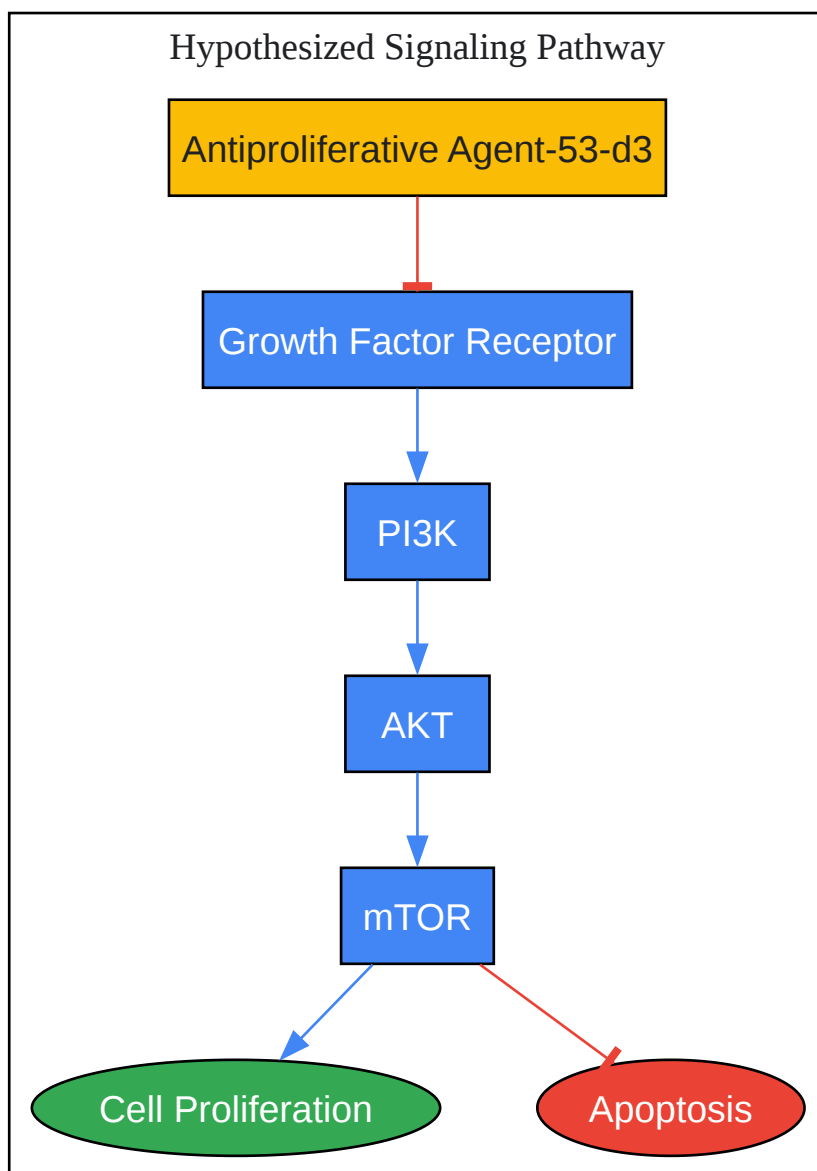 Hypothesized Signaling Pathway
Antiproliferative Agent-53-d3
Growth Factor Receptor
PI3K
AKT
mTOR
Cell Proliferation
Apoptosis